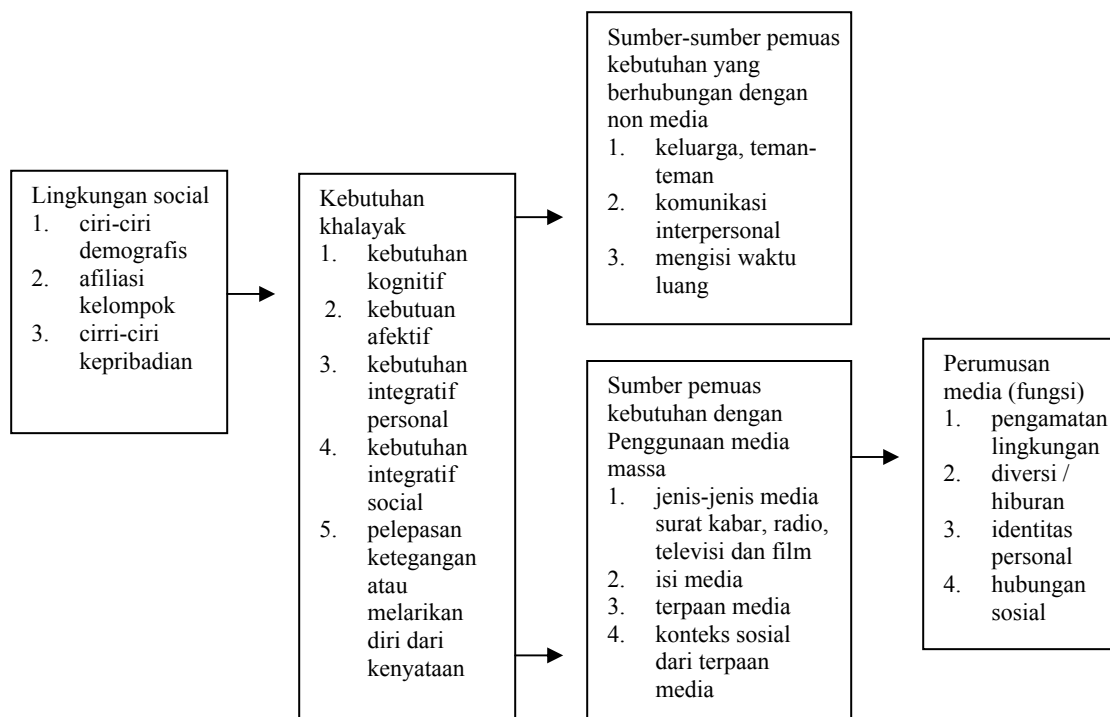 Lingkungan social
1. ciri-ciri
demografis
2. afiliasi
kelompok
3. cirri-ciri
kepribadian
Kebutuhan
khalayak
1. kebutuhan
kognitif
2. kebutuan
afektif
3. kebutuhan
integratif
personal
4. kebutuhan
integratif
social
5. pelepasan
ketegangan
atau
melarikan
diri dari
kenyataan
Sumber-sumber pemuas
kebutuhan yang
berhubungan dengan
non media
1. keluarga, teman-
teman
2. komunikasi
interpersonal
3. mengisi waktu
luang
Sumber pemuas
kebutuhan dengan
Penggunaan media
massa
1. jenis-jenis media
surat kabar, radio,
televisi dan film
2. isi media
3. terpaan media
4. konteks sosial
dari terpaan
media
Perumusan
media (fungsi)
1. pengamatan
lingkungan
2. diversi /
hiburan
3. identitas
personal
4. hubungan
sosial